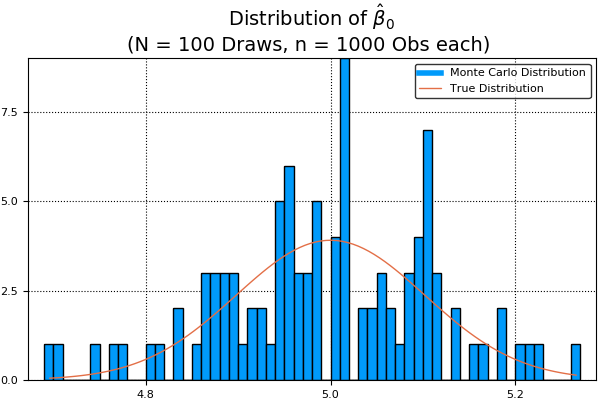 Distribution of β̂₀
(N = 100 Draws, n = 1000 Obs each)
Monte Carlo Distribution
True Distribution
7.5
5.0
2.5
0.0
4.8 5.0 5.2